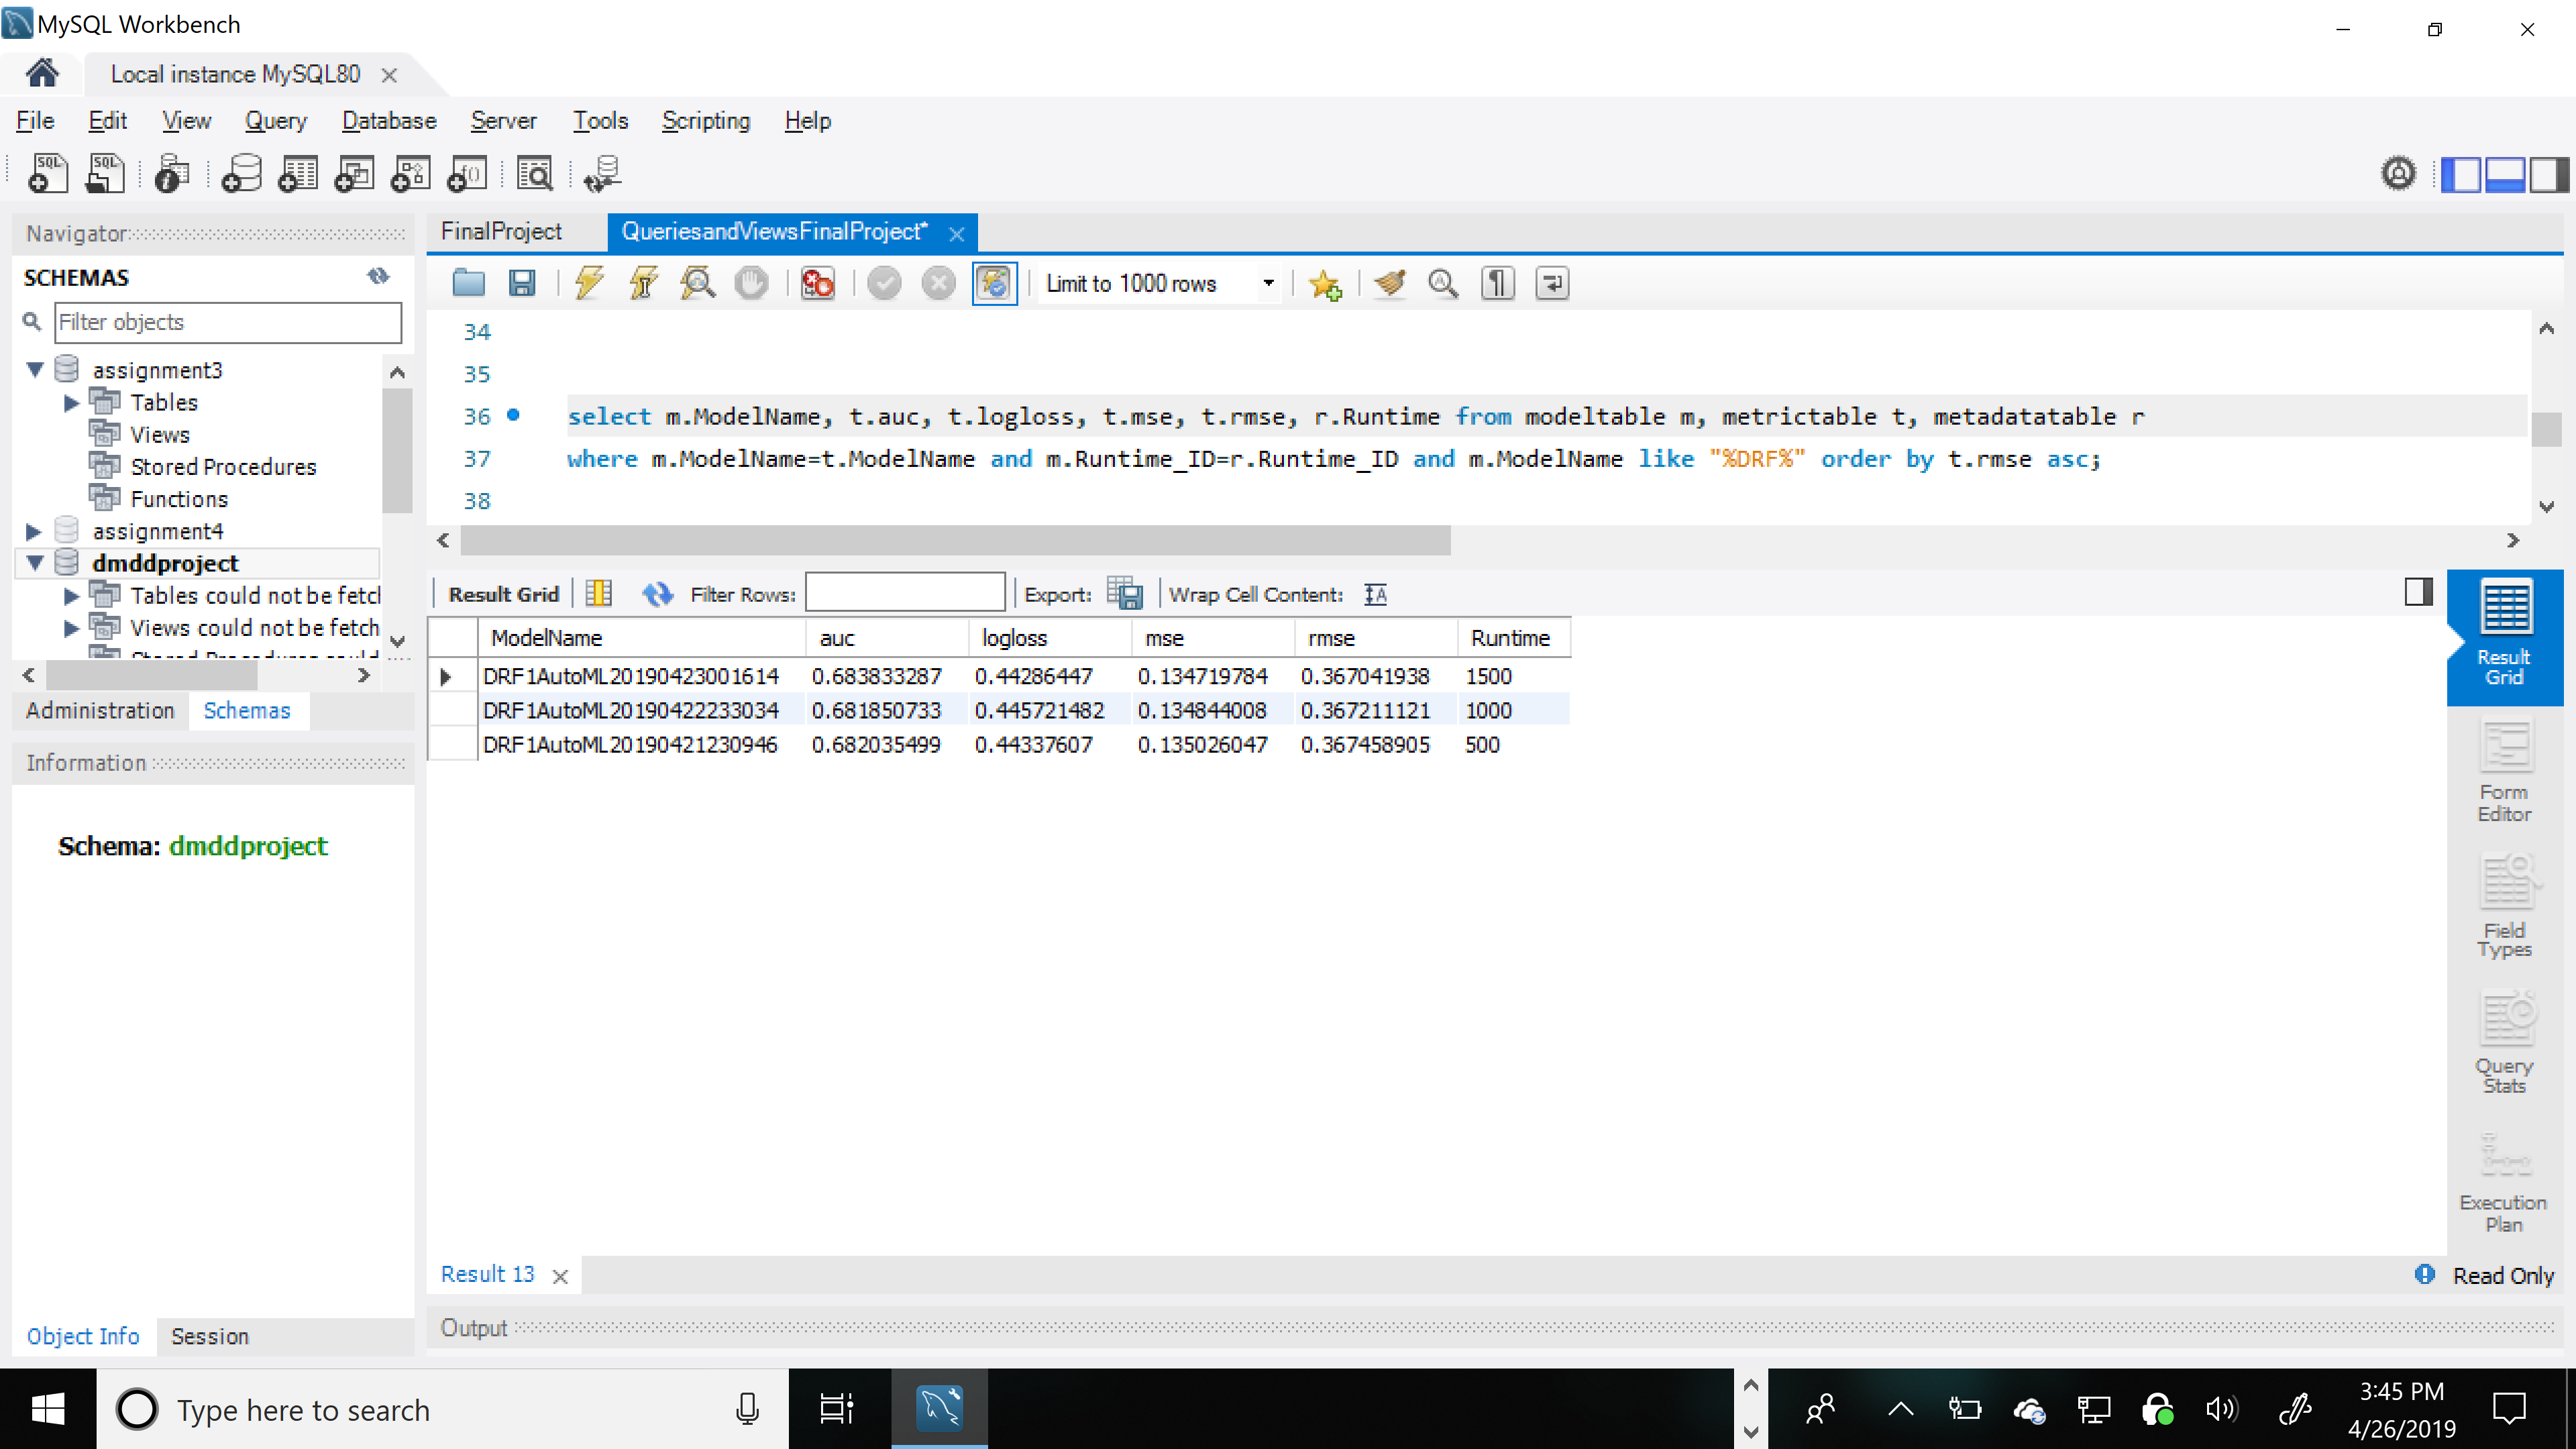 MySQL Workbench
Local instance MySQL80
File Edit View Query Database Server Tools Scripting Help
Navigator
SCHEMAS
Filter objects
assignment3
Tables
Views
Stored Procedures
Functions
assignment4
dmddproject
Tables could not be fetch
Views could not be fetch
Administration Schemas
Information
Schema: dmddproject
Object Info Session
FinalProject QueriesandViewsFinalProject*
Limit to 1000 rows
34
35
36 select m.ModelName, t.auc, t.logloss, t.mse, t.rmse, r.Runtime from modeltable m, metrictable t, metadatatable r
37 where m.ModelName=t.ModelName and m.Runtime_ID=r.Runtime_ID and m.ModelName like "%DRF%" order by t.rmse asc;
38
Result Grid Filter Rows: Export: Wrap Cell Content:
ModelName auc logloss mse rmse Runtime
DRF1AutoML20190423001614 0.683833287 0.44286447 0.134719784 0.367041938 1500
DRF1AutoML20190422233034 0.681850733 0.445721482 0.134844008 0.367211121 1000
DRF1AutoML20190421230946 0.682035499 0.44337607 0.135026047 0.367458905 500
Result
Grid
Form
Editor
Field
Types
Query
Stats
Execution
Plan
Result 13
Read Only
Output
Type here to search
3:45 PM
4/26/2019